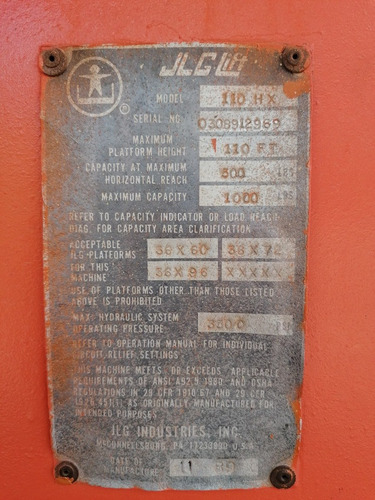 JLG Lift
®
MODEL 110 HX
SERIAL NO. 0308912969
MAXIMUM
PLATFORM HEIGHT 110 FT
CAPACITY AT MAXIMUM
HORIZONTAL REACH 500 LBS
MAXIMUM CAPACITY 1000 LBS
REFER TO CAPACITY INDICATOR OR LOAD REACH
DIAG. FOR CAPACITY AREA CLARIFICATION
ACCEPTABLE 36 X 60 36 X 72
JLG-PLATFORMS
FOR THIS 36 X 96 XXXXX
MACHINE
USE OF PLATFORMS OTHER THAN THOSE LISTED
ABOVE IS PROHIBITED
MAX. HYDRAULIC SYSTEM
OPERATING PRESSURE
REFER TO OPERATION MANUAL FOR INDIVIDUAL
CIRCUIT RELIEF SETTINGS
THIS MACHINE MEETS OR EXCEEDS APPLICABLE
REQUIREMENTS OF ANSI A92.5 1980 AND OSHA
REGULATIONS IN 29 CFR 1910.67 AND 29 CFR
AS ORIGINALLY MANUFACTURED FOR
INTENDED PURPOSES
JLG INDUSTRIES, INC.
McCONNELLSBURG, PA. U.S.A.
DATE OF
MANUFACTURE 11